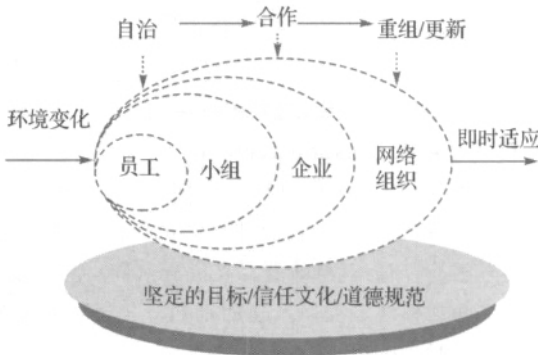 自治
合作
重组/更新
环境变化
即时适应
员工
小组
企业
网络
组织
坚定的目标/信任文化/道德规范